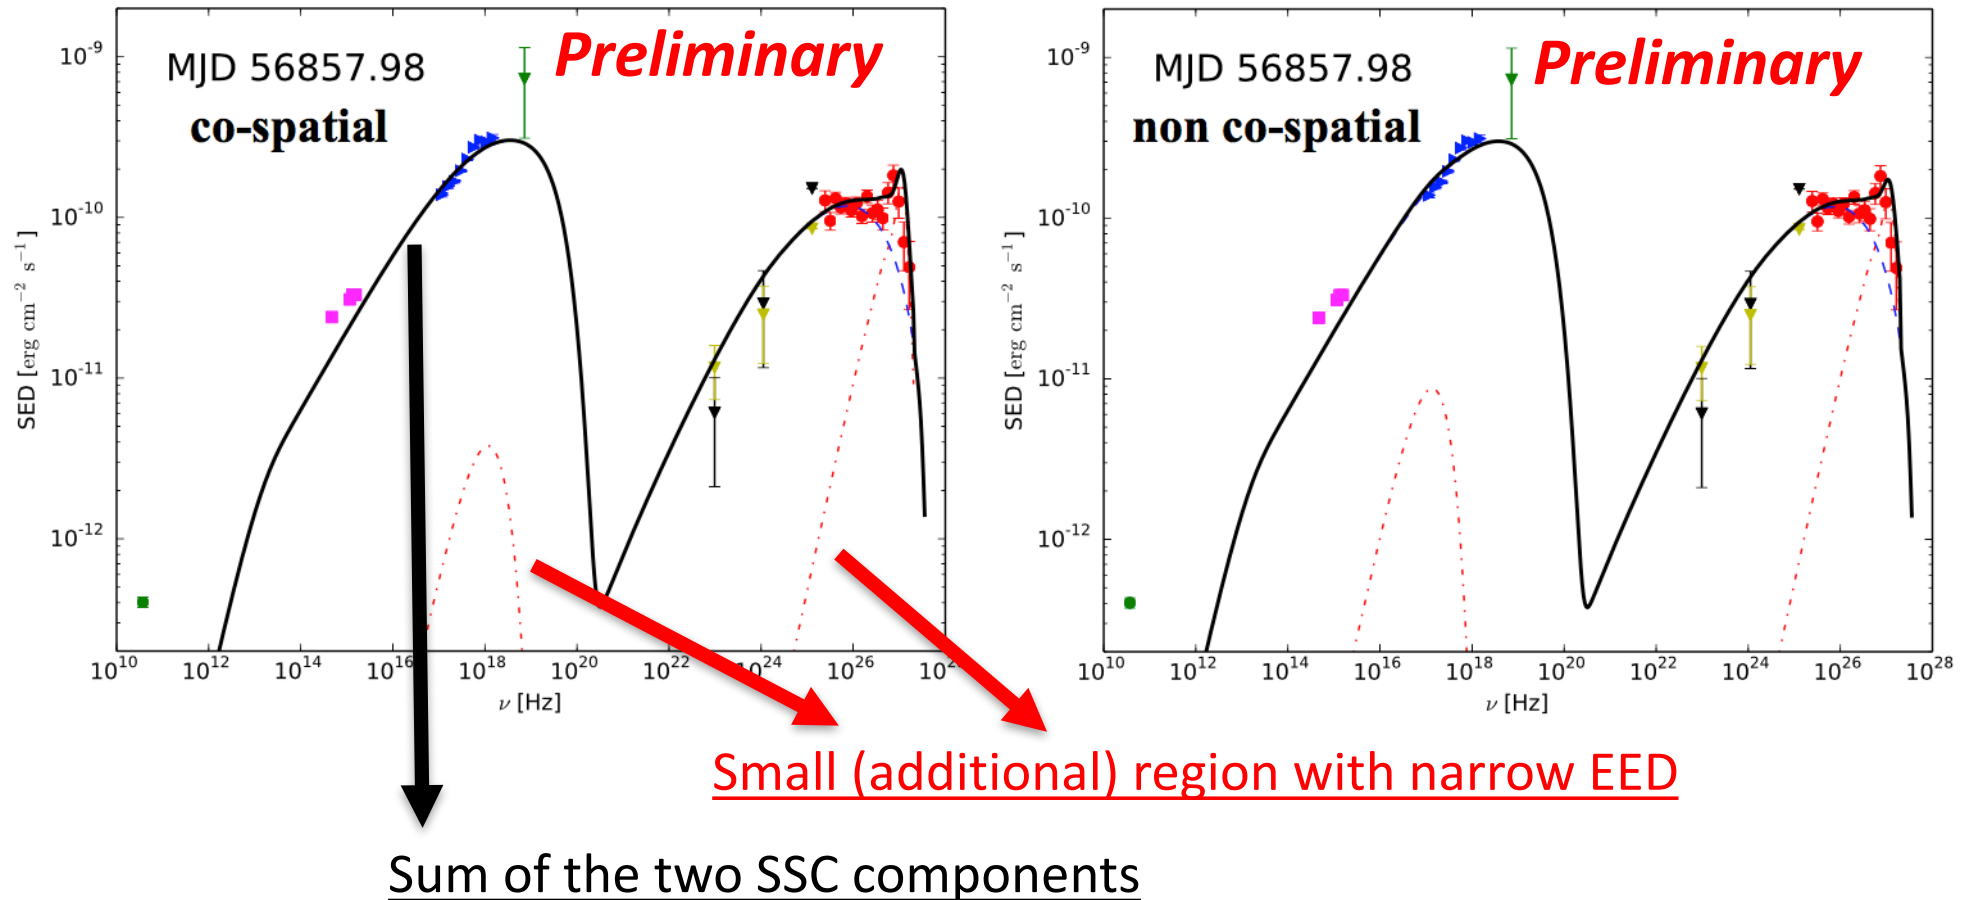 MJD 56857.98
co-spatial
Preliminary
10^-9
10^-10
10^-11
10^-12
SED [erg cm^−2 s^−1]
10^10 10^12 10^14 10^16 10^18 10^20 10^22 10^26
ν [Hz]
MJD 56857.98
non co-spatial
Preliminary
10^-9
10^-10
10^-11
10^-12
SED [erg cm^−2 s^−1]
10^10 10^12 10^14 10^16 10^18 10^20 10^22 10^24 10^26 10^28
ν [Hz]
Small (additional) region with narrow EED
Sum of the two SSC components